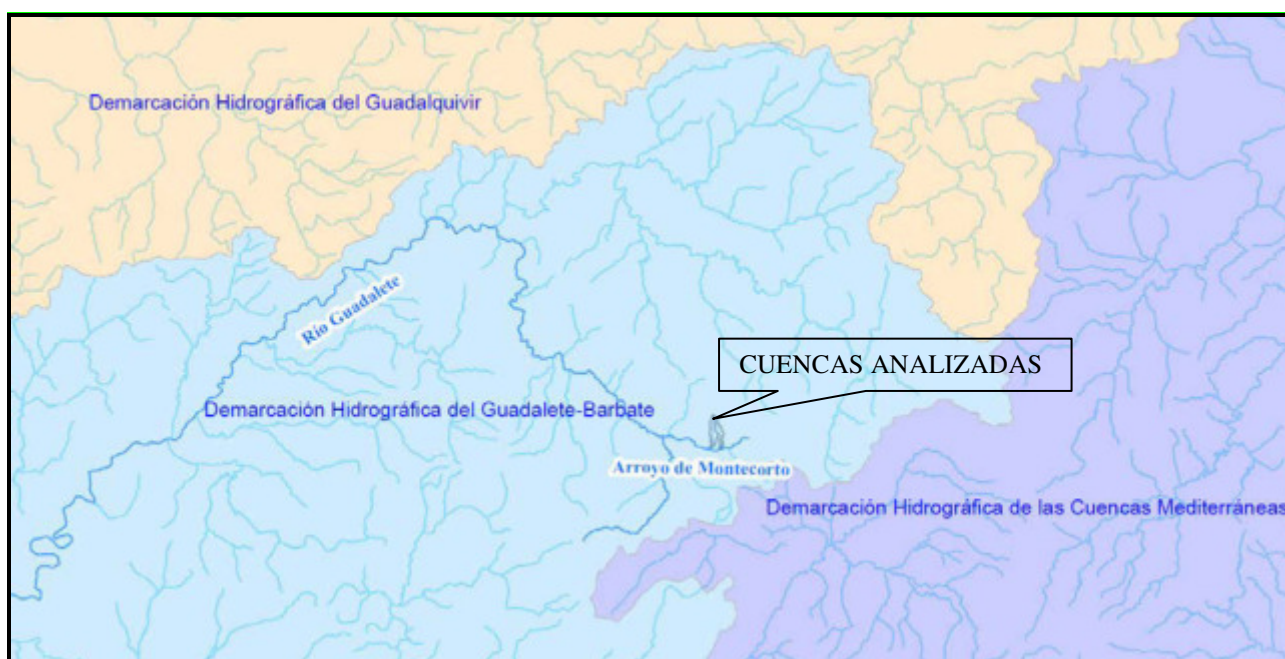 Demarcación Hidrográfica del Guadalquivir
Río Guadalete
CUENCAS ANALIZADAS
Demarcación Hidrográfica del Guadalete-Barbate
Arroyo de Montecorto
Demarcación Hidrográfica de las Cuencas Mediterráneas